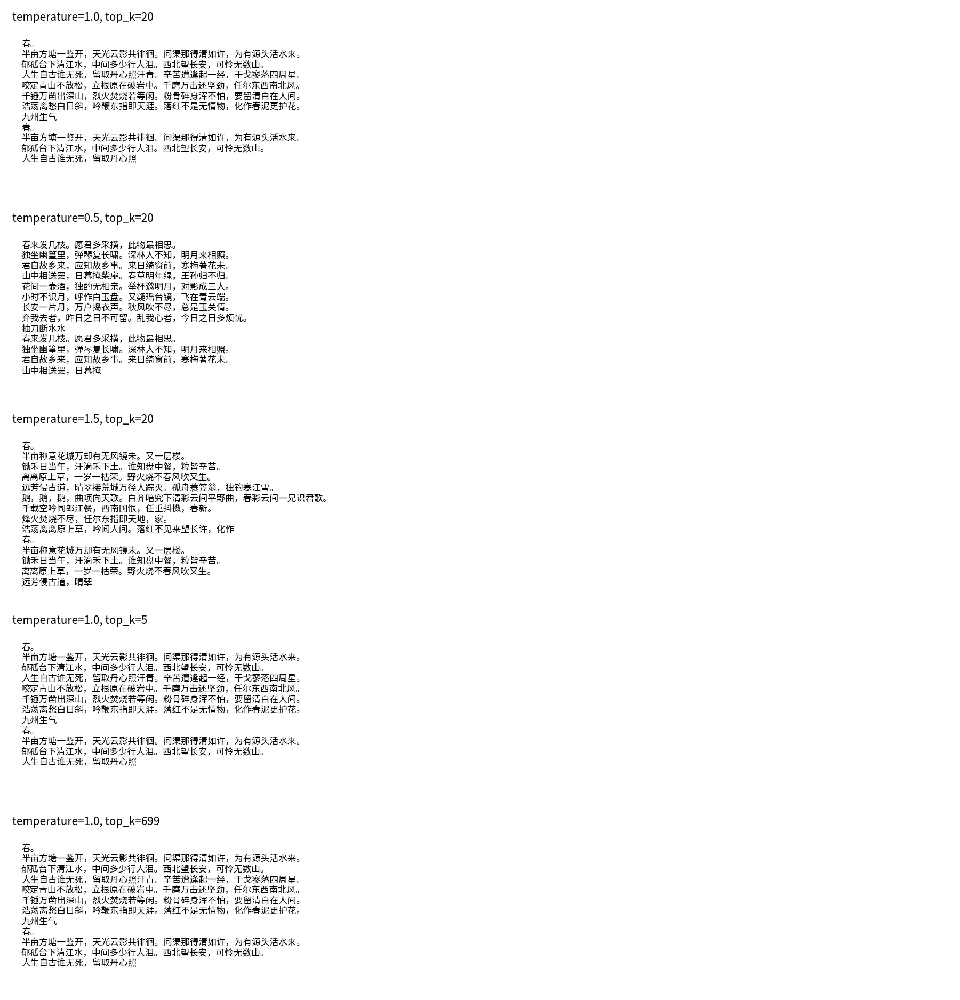 temperature=1.0, top_k=20
春。
半亩方塘一鉴开，天光云影共徘徊。问渠那得清如许，为有源头活水来。
郁孤台下清江水，中间多少行人泪。西北望长安，可怜无数山。
人生自古谁无死，留取丹心照汗青。辛苦遭逢起一经，干戈寥落四周星。
咬定青山不放松，立根原在破岩中。千磨万击还坚劲，任尔东西南北风。
千锤万凿出深山，烈火焚烧若等闲。粉骨碎身浑不怕，要留清白在人间。
浩荡离愁白日斜，吟鞭东指即天涯。落红不是无情物，化作春泥更护花。
九州生气
春。
半亩方塘一鉴开，天光云影共徘徊。问渠那得清如许，为有源头活水来。
郁孤台下清江水，中间多少行人泪。西北望长安，可怜无数山。
人生自古谁无死，留取丹心照
temperature=0.5, top_k=20
春来发几枝。愿君多采撗，此物最相思。
独坐幽篁里，弹琴复长啸。深林人不知，明月来相照。
君自故乡来，应知故乡事。来日绮窗前，寒梅著花未。
山中相送罢，日暮掩柴扉。春草明年绿，王孙归不归。
花间一壶酒，独酌无相亲。举杯邀明月，对影成三人。
小时不识月，呼作白玉盘。又疑瑶台镜，飞在青云端。
长安一片月，万户捣衣声。秋风吹不尽，总是玉关情。
弃我去者，昨日之日不可留。乱我心者，今日之日多烦忧。
抽刀断水水
春来发几枝。愿君多采撗，此物最相思。
独坐幽篁里，弹琴复长啸。深林人不知，明月来相照。
君自故乡来，应知故乡事。来日绮窗前，寒梅著花未。
山中相送罢，日暮掩
temperature=1.5, top_k=20
春。
半亩称意花城万却有无风镜未。又一层楼。
锄禾日当午，汗滴禾下土。谁知盘中餐，粒皆辛苦。
离离原上草，一岁一枯荣。野火烧不春风吹又生。
远芳侵古道，晴翠接荒城万径人踪灭。孤舟蓑笠翁，独钓寒江雪。
鹅，鹅，鹅，曲项向天歌。白齐喑究下清彩云间平野曲，春彩云间一兄识君歌。
千载空吟闻郎江餐，西南国恨，任重抖擞，春新。
烽火焚烧不尽，任尔东指即天地，家。
浩荡离离原上草，吟闻人间。落红不见来望长许，化作
春。
半亩称意花城万却有无风镜未。又一层楼。
锄禾日当午，汗滴禾下土。谁知盘中餐，粒皆辛苦。
离离原上草，一岁一枯荣。野火烧不春风吹又生。
远芳侵古道，晴翠
temperature=1.0, top_k=5
春。
半亩方塘一鉴开，天光云影共徘徊。问渠那得清如许，为有源头活水来。
郁孤台下清江水，中间多少行人泪。西北望长安，可怜无数山。
人生自古谁无死，留取丹心照汗青。辛苦遭逢起一经，干戈寥落四周星。
咬定青山不放松，立根原在破岩中。千磨万击还坚劲，任尔东西南北风。
千锤万凿出深山，烈火焚烧若等闲。粉骨碎身浑不怕，要留清白在人间。
浩荡离愁白日斜，吟鞭东指即天涯。落红不是无情物，化作春泥更护花。
九州生气
春。
半亩方塘一鉴开，天光云影共徘徊。问渠那得清如许，为有源头活水来。
郁孤台下清江水，中间多少行人泪。西北望长安，可怜无数山。
人生自古谁无死，留取丹心照
temperature=1.0, top_k=699
春。
半亩方塘一鉴开，天光云影共徘徊。问渠那得清如许，为有源头活水来。
郁孤台下清江水，中间多少行人泪。西北望长安，可怜无数山。
人生自古谁无死，留取丹心照汗青。辛苦遭逢起一经，干戈寥落四周星。
咬定青山不放松，立根原在破岩中。千磨万击还坚劲，任尔东西南北风。
千锤万凿出深山，烈火焚烧若等闲。粉骨碎身浑不怕，要留清白在人间。
浩荡离愁白日斜，吟鞭东指即天涯。落红不是无情物，化作春泥更护花。
九州生气
春。
半亩方塘一鉴开，天光云影共徘徊。问渠那得清如许，为有源头活水来。
郁孤台下清江水，中间多少行人泪。西北望长安，可怜无数山。
人生自古谁无死，留取丹心照